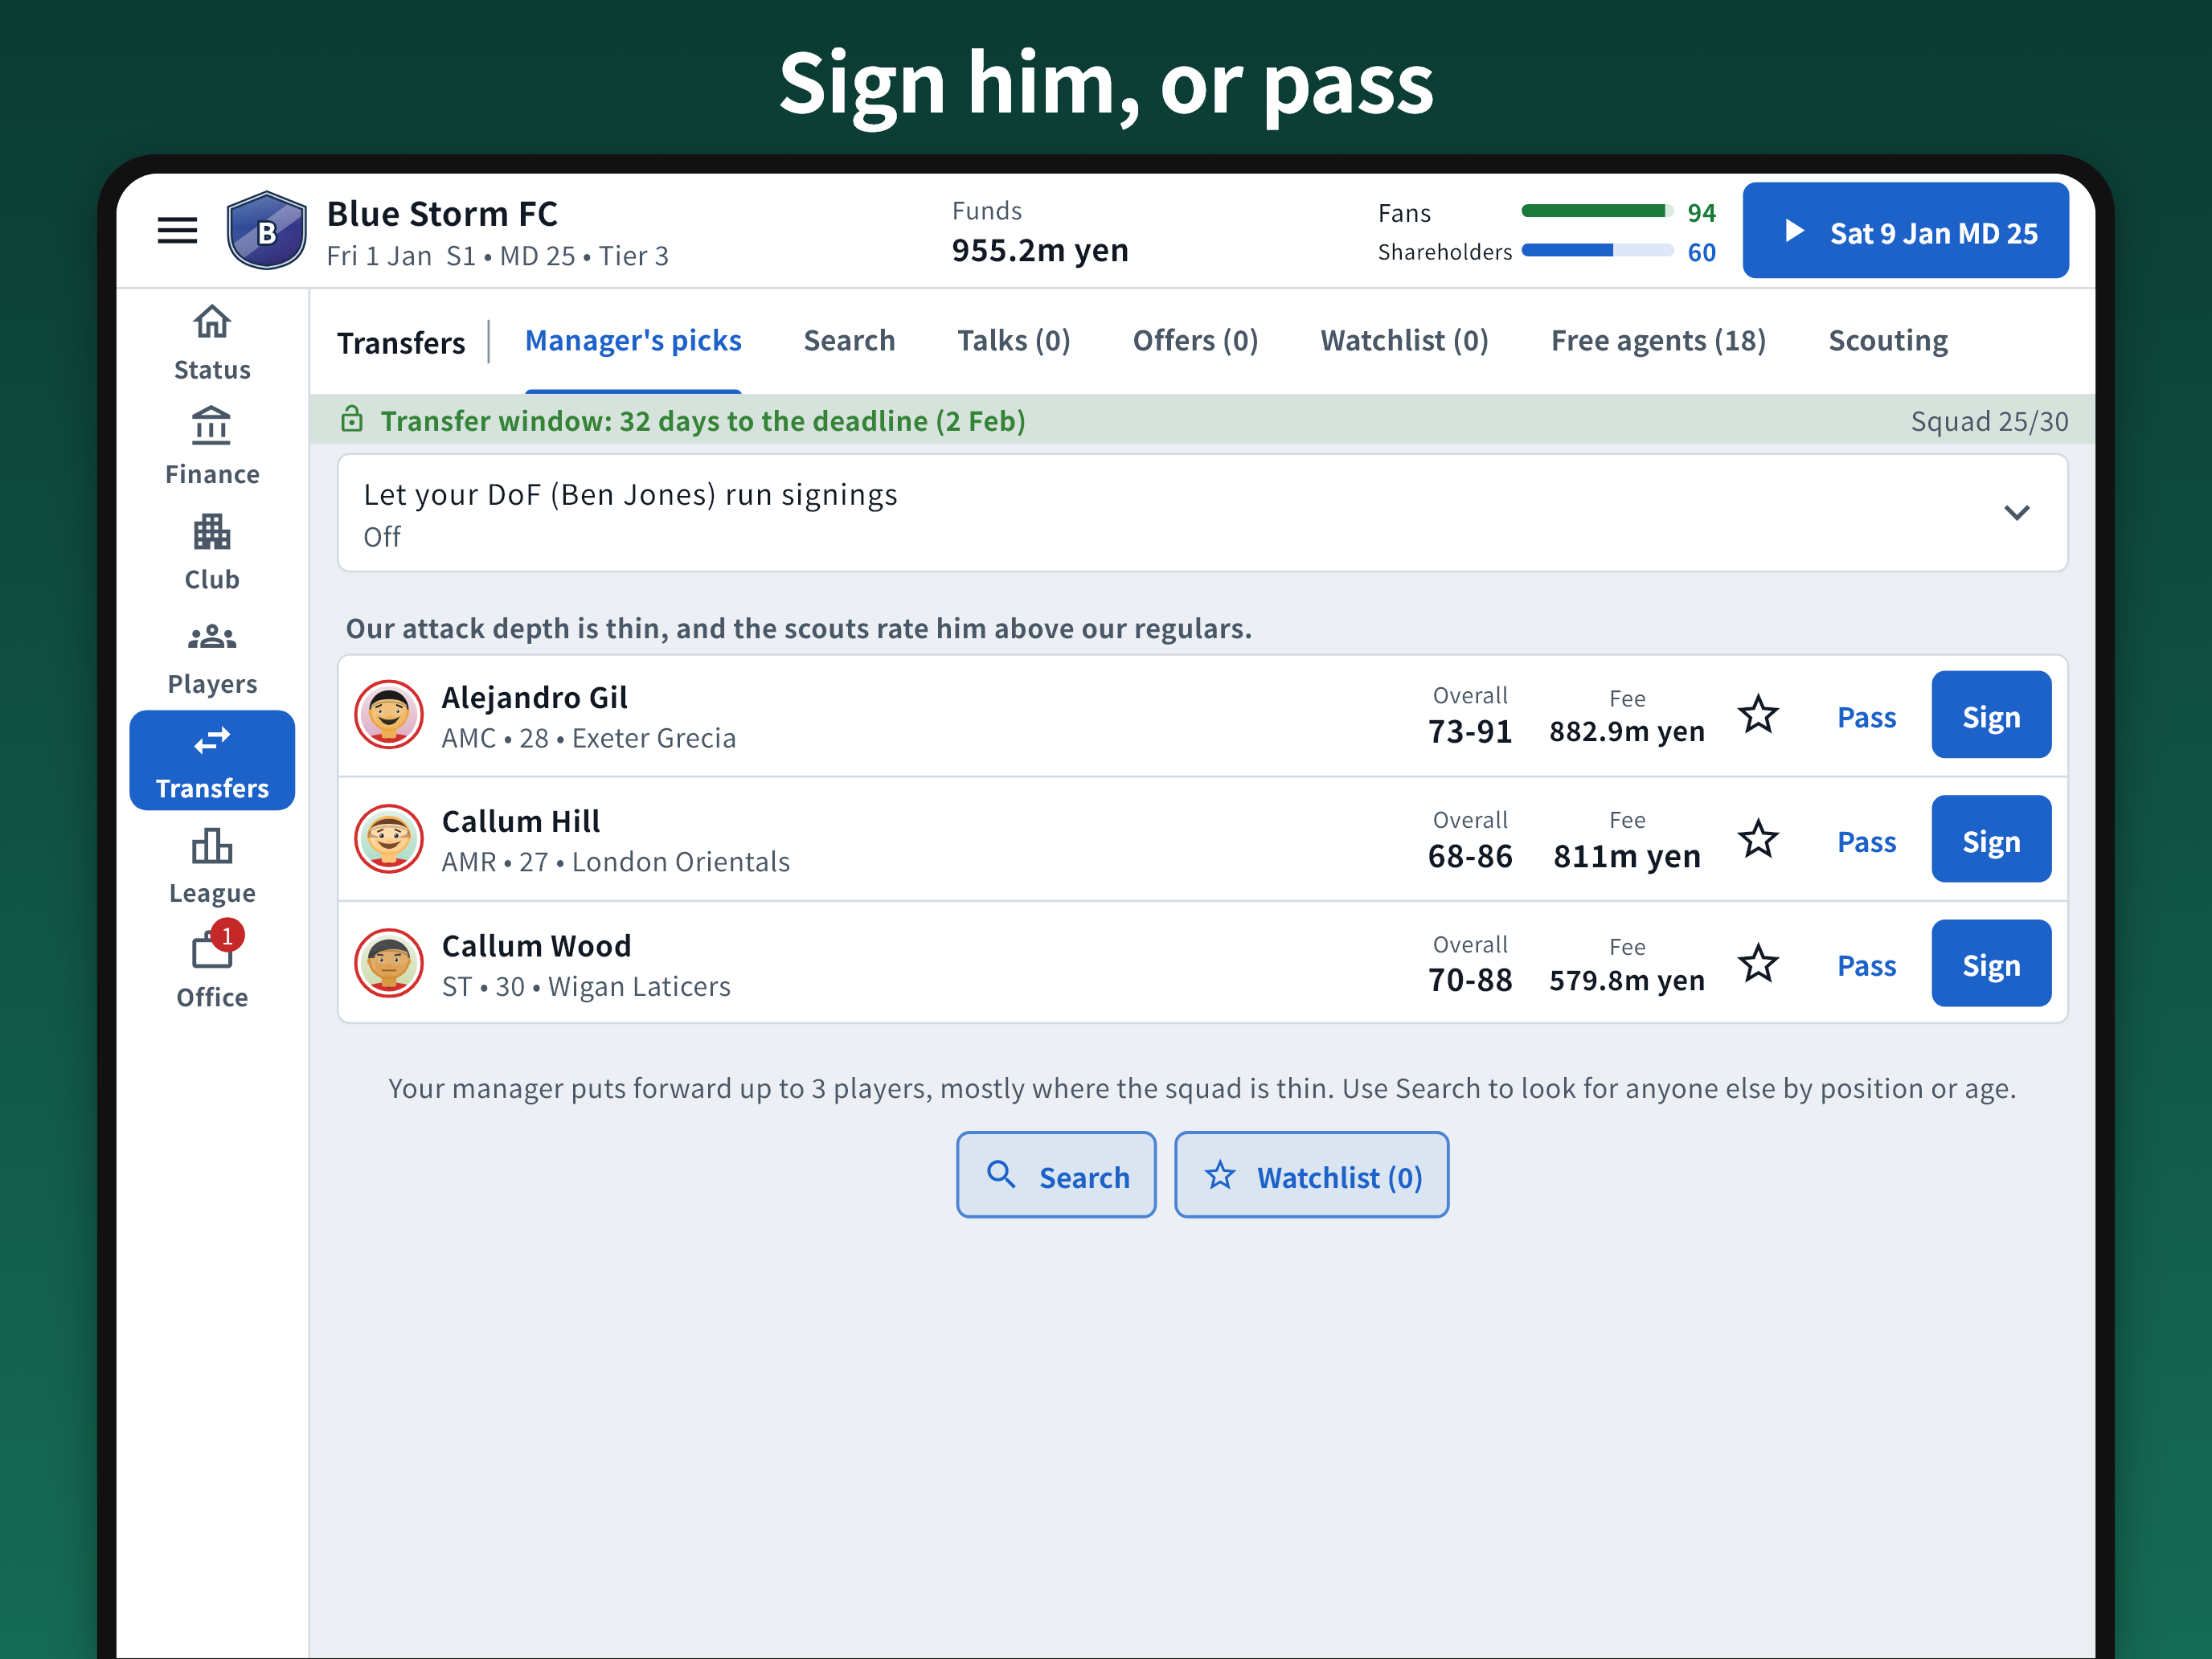 Sign him, or pass
B
Blue Storm FC
Fri 1 Jan S1 • MD 25 • Tier 3
Funds
955.2m yen
Fans 94
Shareholders 60
Sat 9 Jan MD 25
Status
Finance
Club
Players
Transfers
League
1
Office
Transfers
Manager's picks
Search
Talks (0)
Offers (0)
Watchlist (0)
Free agents (18)
Scouting
Transfer window: 32 days to the deadline (2 Feb)
Squad 25/30
Let your DoF (Ben Jones) run signings
Off
Our attack depth is thin, and the scouts rate him above our regulars.
Alejandro Gil
AMC • 28 • Exeter Grecia
Overall
73-91
Fee
882.9m yen
Pass
Sign
Callum Hill
AMR • 27 • London Orientals
Overall
68-86
Fee
811m yen
Pass
Sign
Callum Wood
ST • 30 • Wigan Laticers
Overall
70-88
Fee
579.8m yen
Pass
Sign
Your manager puts forward up to 3 players, mostly where the squad is thin. Use Search to look for anyone else by position or age.
Search
Watchlist (0)